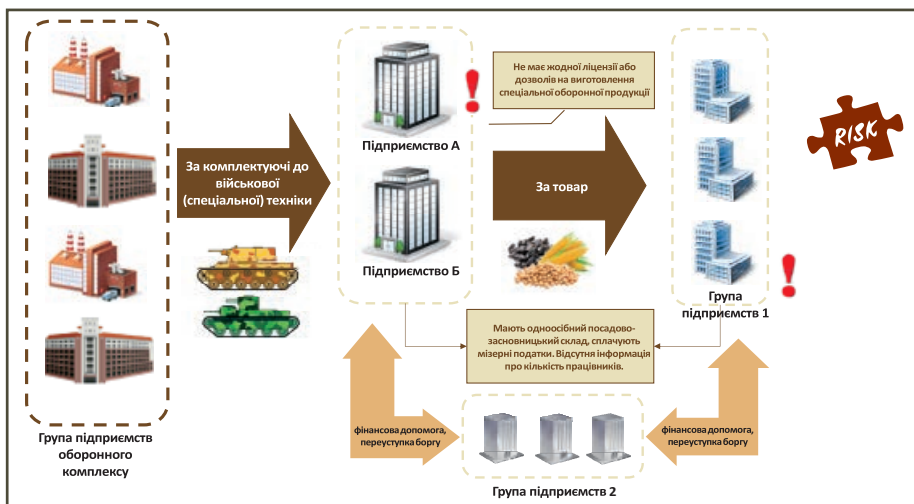 Не має жодної ліцензії або
дозволів на виготовлення
спеціальної оборонної продукції
RISK
Підприємство А
За комплектуючі до
військової
(спеціальної) техніки
За товар
Підприємство Б
Група
підприємств 1
Мають одноосібний посадово-
засновницький склад, сплачують
мізерні податки. Відсутня інформація
про кількість працівників.
Група підприємств
оборонного
комплексу
фінансова допомога,
переуступка боргу
фінансова допомога,
переуступка боргу
Група підприємств 2